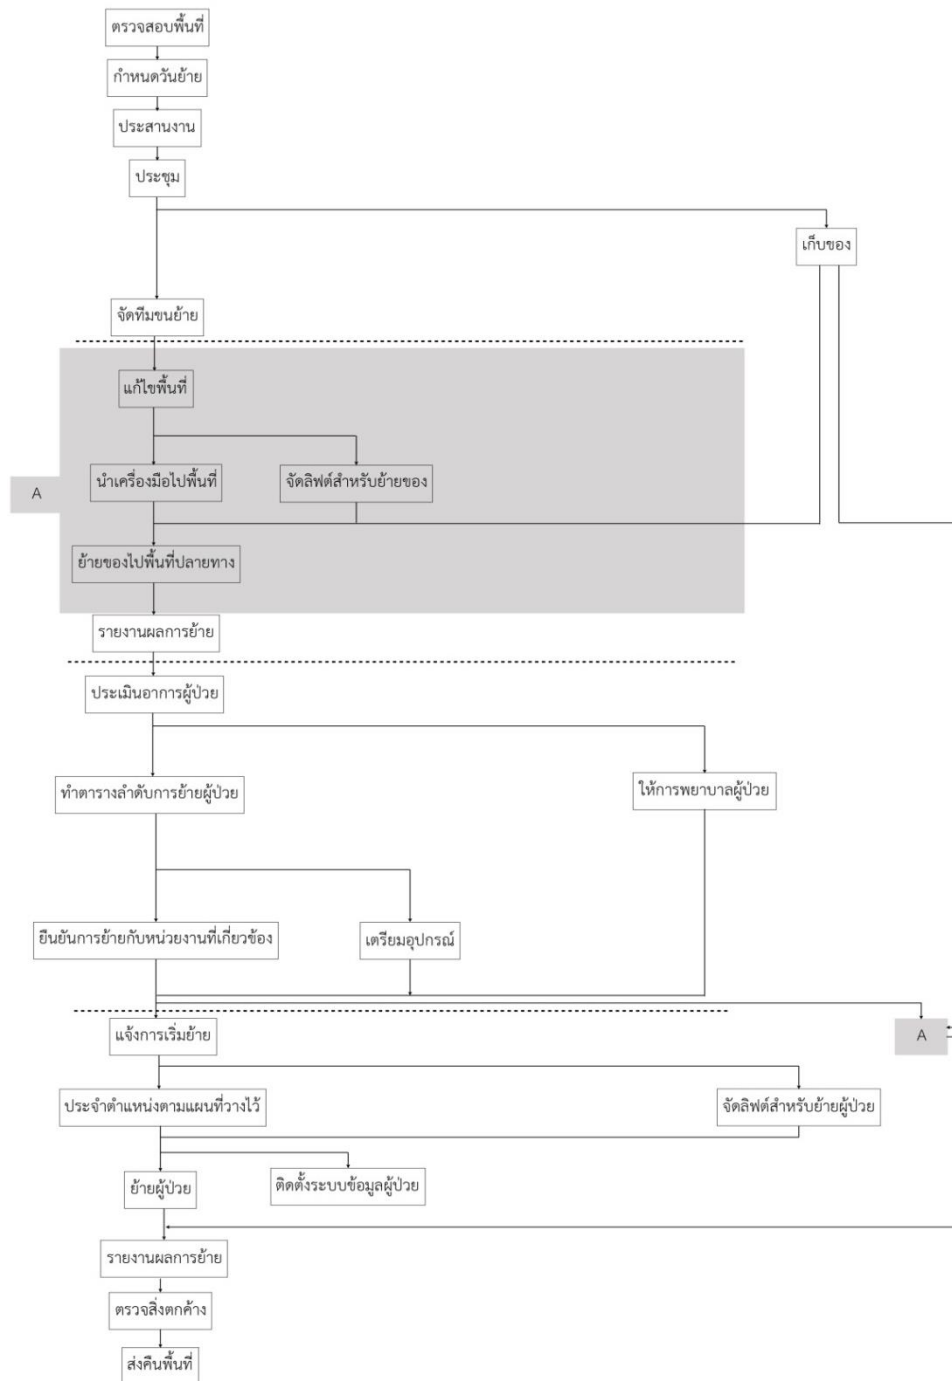 ตรวจสอบพื้นที่
กำหนดวันย้าย
ประสานงาน
ประชุม
เก็บของ
จัดทีมขนย้าย
แก้ไขพื้นที่
นำเครื่องมือไปพื้นที่
จัดลิฟต์สำหรับย้ายของ
A
ย้ายของไปพื้นที่ปลายทาง
รายงานผลการย้าย
ประเมินอาการผู้ป่วย
ทำตารางลำดับการย้ายผู้ป่วย
ให้การพยาบาลผู้ป่วย
ยืนยันการย้ายกับหน่วยงานที่เกี่ยวข้อง
เตรียมอุปกรณ์
แจ้งการเริ่มย้าย
A
ประจำตำแหน่งตามแผนที่วางไว้
จัดลิฟต์สำหรับย้ายผู้ป่วย
ย้ายผู้ป่วย
ติดตั้งระบบข้อมูลผู้ป่วย
รายงานผลการย้าย
ตรวจสิ่งตกค้าง
ส่งคืนพื้นที่